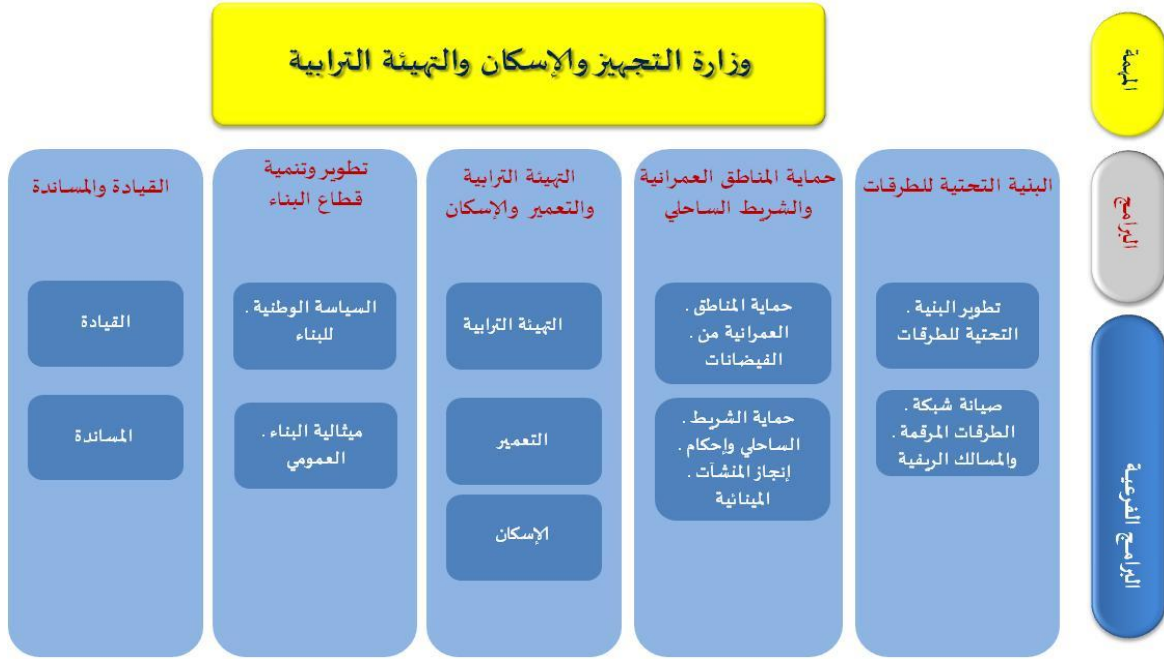 وزارة التجهيز والإسكان والتهيئة الترابية
المهمة
البرامج
البرامج الفرعية
البنية التحتية للطرقات
تطوير البنية .
التحتية للطرقات
صيانة شبكة .
الطرقات المرقمة .
والمسالك الريفية
حماية المناطق العمرانية
والشريط الساحلي
حماية المناطق .
العمرانية من .
الفيضانات
حماية الشريط .
الساحلي وإحكام .
إنجاز المنشآت .
المينائية
التهيئة الترابية
والتعمير والإسكان
التهيئة الترابية
التعمير
الإسكان
تطوير وتنمية
قطاع البناء
السياسة الوطنية .
للبناء
ميثالية البناء .
العمومي
القيادة والمساندة
القيادة
المساندة